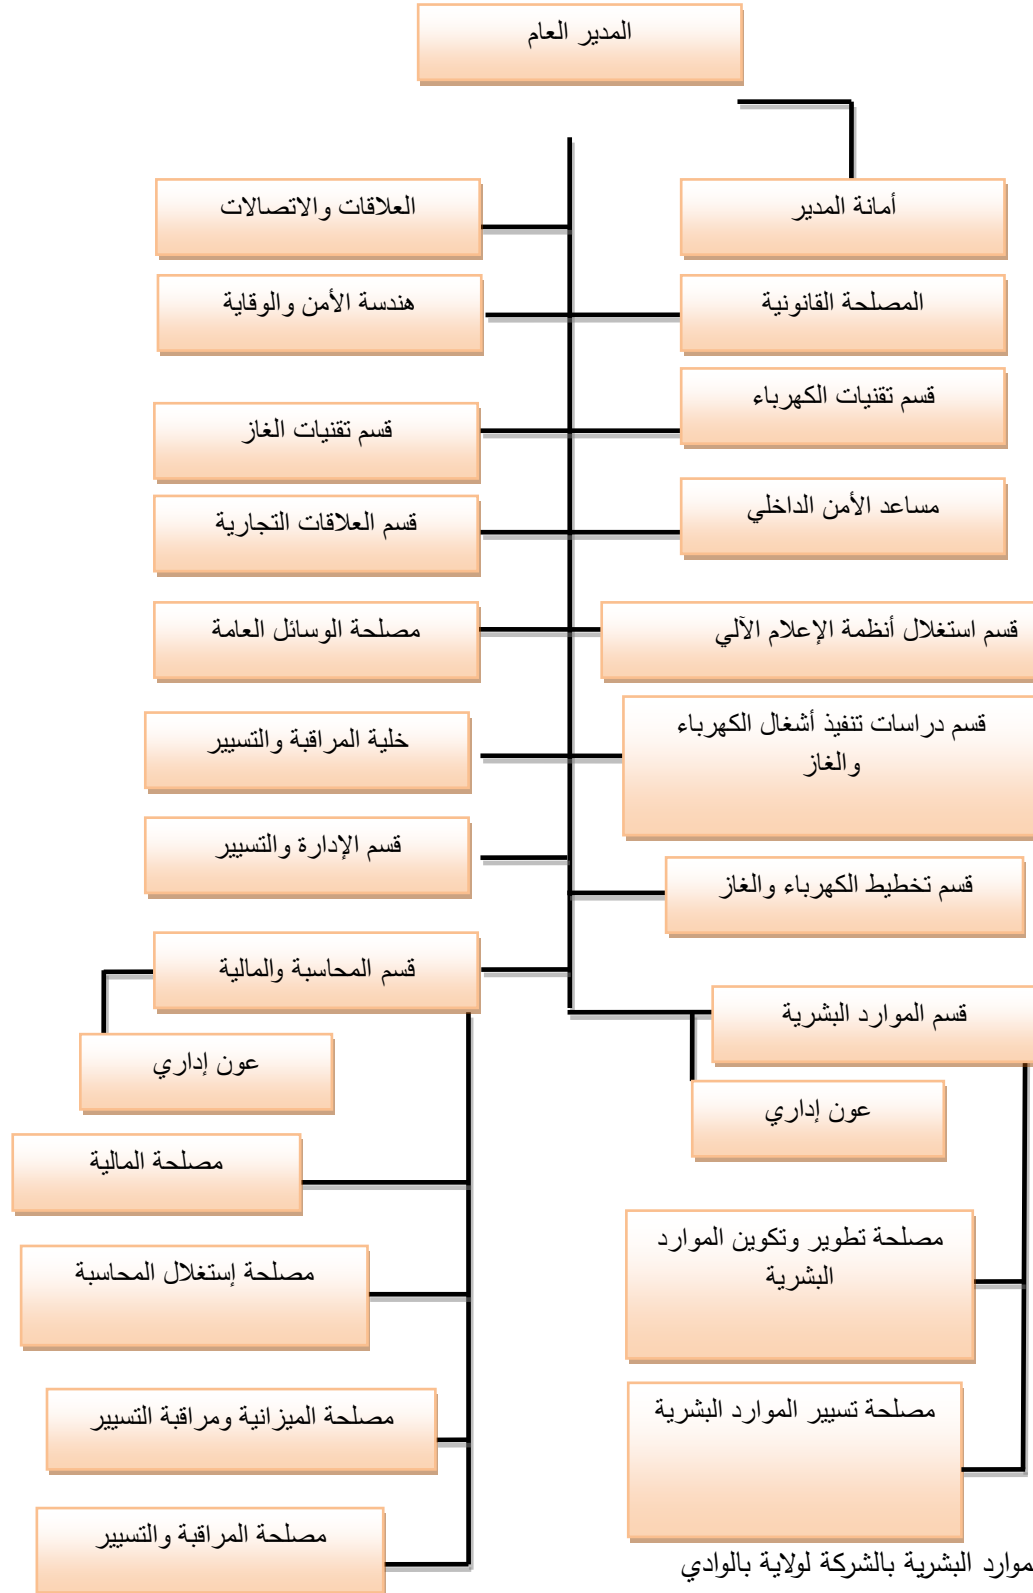 المدير العام
أمانة المدير
العلاقات والاتصالات
المصلحة القانونية
هندسة الأمن والوقاية
قسم تقنيات الكهرباء
قسم تقنيات الغاز
مساعد الأمن الداخلي
قسم العلاقات التجارية
قسم استغلال أنظمة الإعلام الآلي
مصلحة الوسائل العامة
قسم دراسات تنفيذ أشغال الكهرباء
والغاز
خلية المراقبة والتسيير
قسم الإدارة والتسيير
قسم تخطيط الكهرباء والغاز
قسم المحاسبة والمالية
قسم الموارد البشرية
عون إداري
عون إداري
مصلحة المالية
مصلحة تطوير وتكوين الموارد
البشرية
مصلحة إستغلال المحاسبة
مصلحة تسيير الموارد البشرية
مصلحة الميزانية ومراقبة التسيير
مصلحة المراقبة والتسيير
موارد البشرية بالشركة لولاية بالوادي